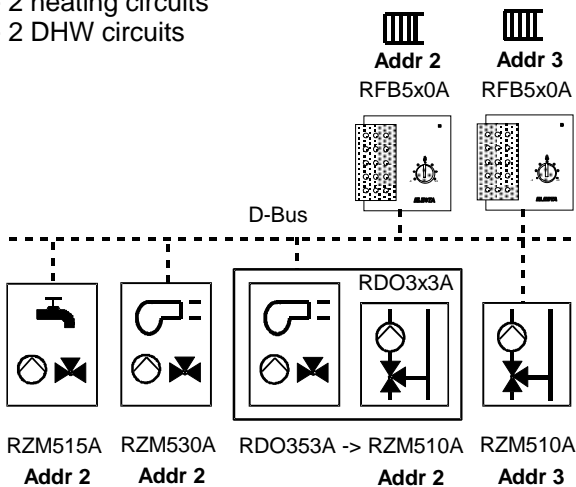 2 heating circuits
2 DHW circuits
Addr 2 Addr 3
RFB5x0A RFB5x0A
D-Bus
RDO3x3A
RZM515A RZM530A RDO353A -> RZM510A RZM510A
Addr 2 Addr 2 Addr 2 Addr 3